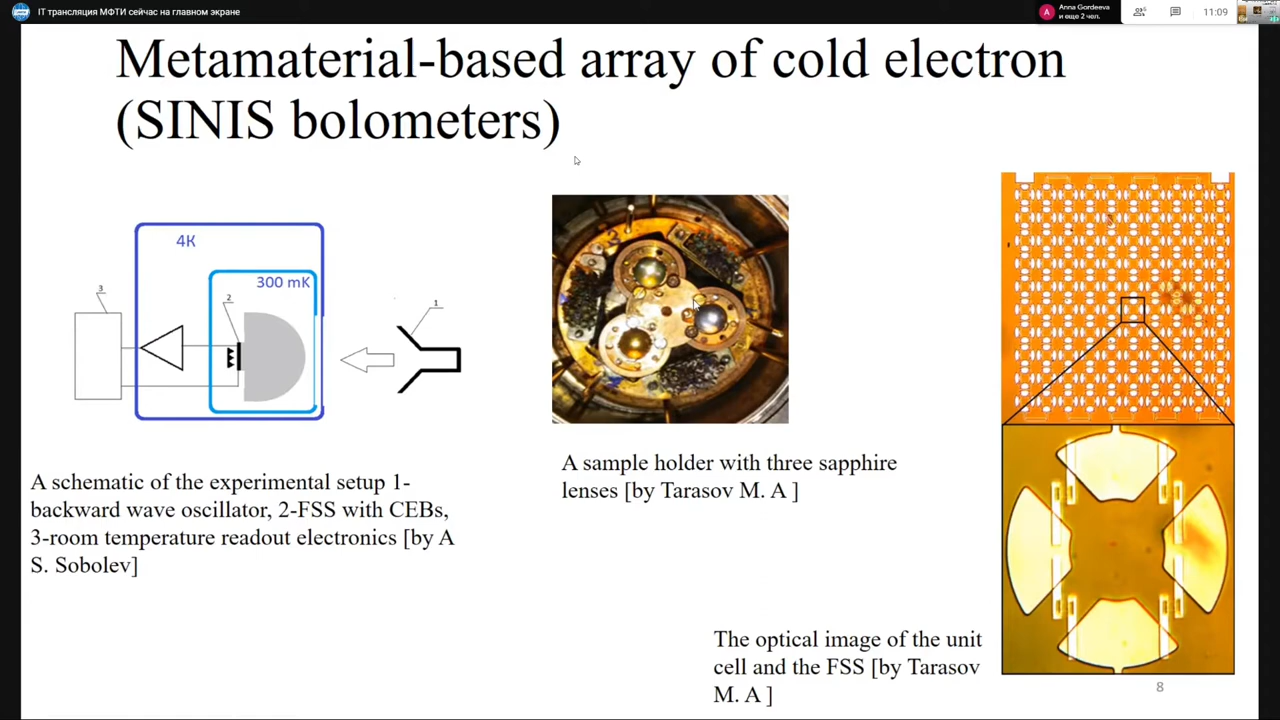 IT трансляция МФТИ сейчас на главном экране
A
Anna Gordeeva
и еще 2 чел.
11:09
Metamaterial-based array of cold electron
(SINIS bolometers)
4K
300 mK
3
2
1
A schematic of the experimental setup 1-
backward wave oscillator, 2-FSS with CEBs,
3-room temperature readout electronics [by A
S. Sobolev]
A sample holder with three sapphire
lenses [by Tarasov M. A ]
The optical image of the unit
cell and the FSS [by Tarasov
M. A ]
8